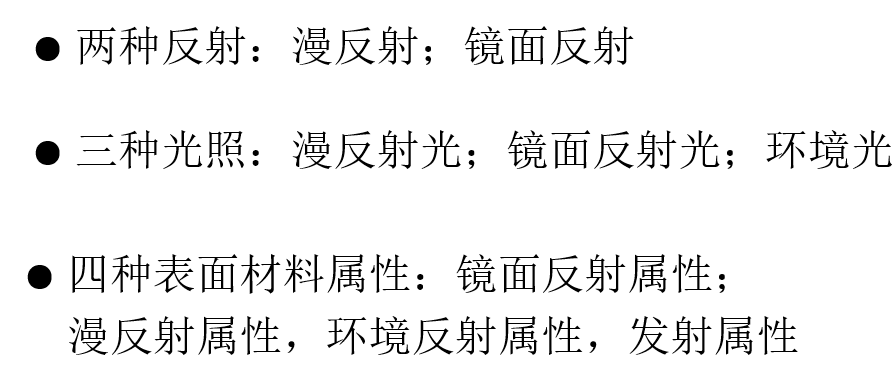 ● 两种反射：漫反射；镜面反射
● 三种光照：漫反射光；镜面反射光；环境光
● 四种表面材料属性：镜面反射属性；
漫反射属性，环境反射属性，发射属性